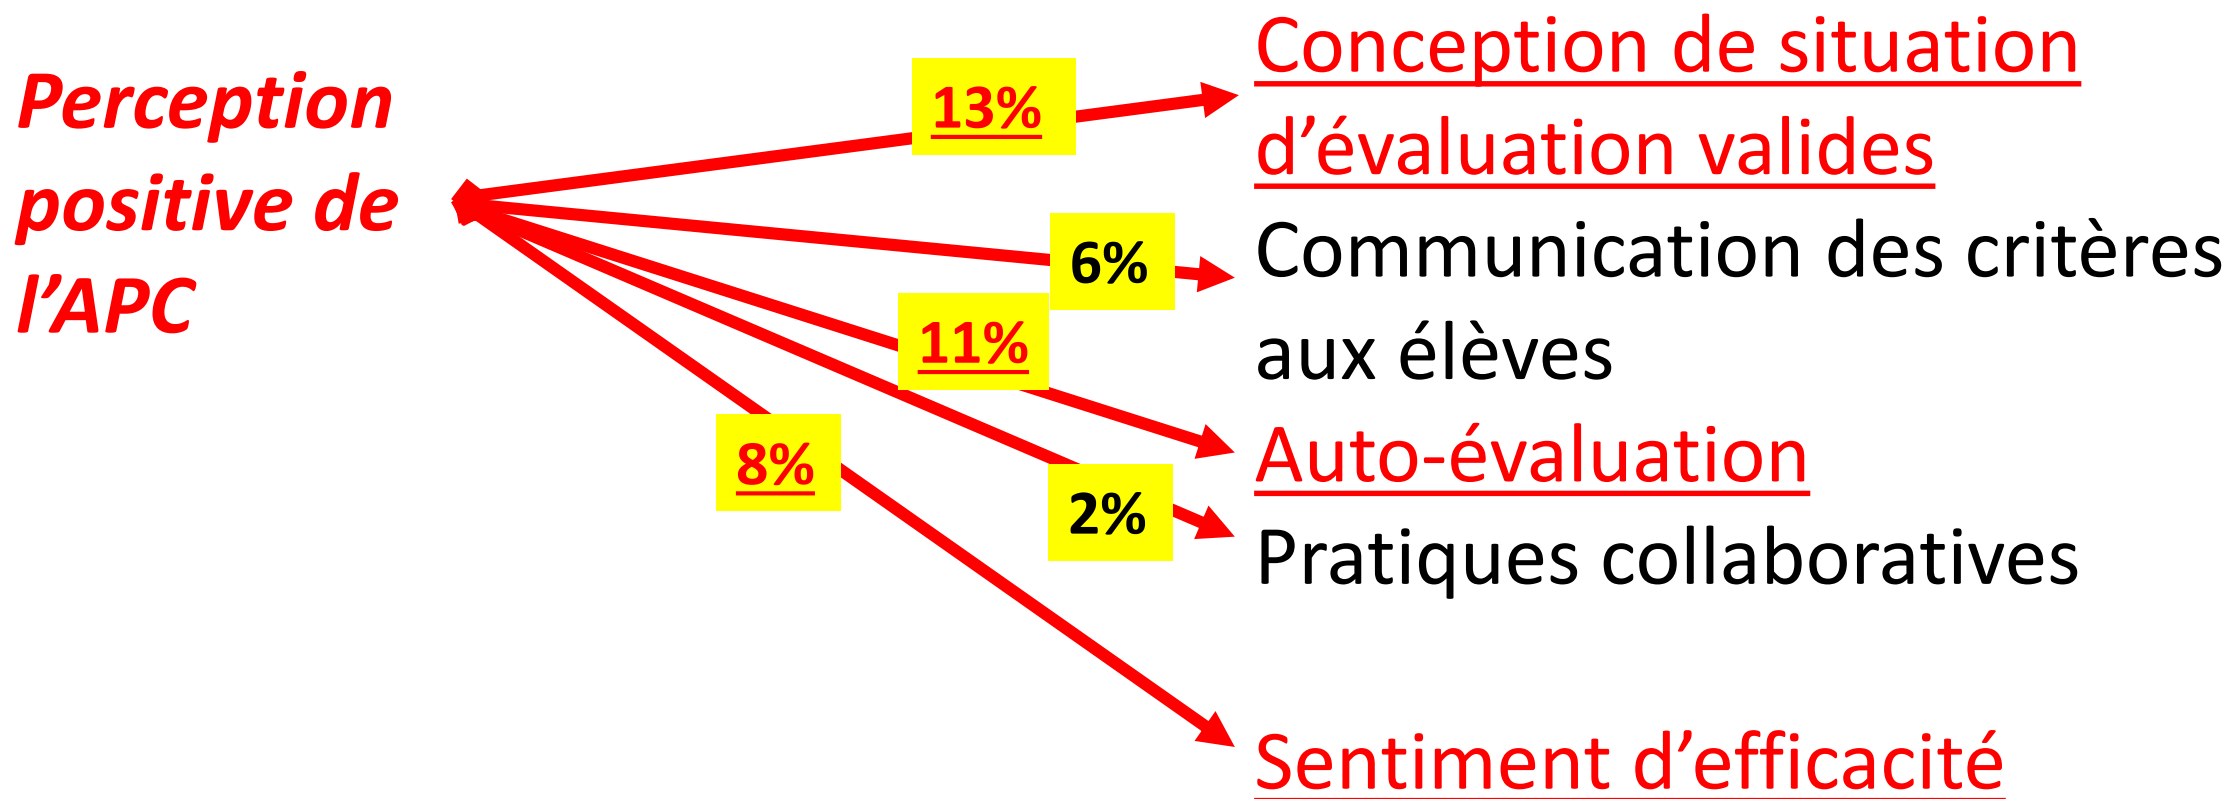 Perception
positive de
l’APC
13%
6%
11%
8%
2%
Conception de situation
d’évaluation valides
Communication des critères
aux élèves
Auto-évaluation
Pratiques collaboratives
Sentiment d’efficacité